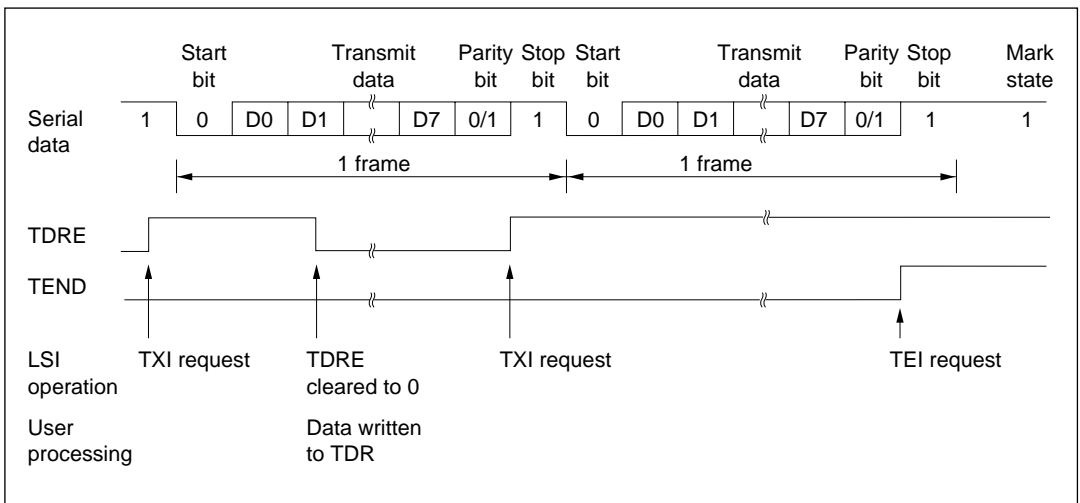 Start Transmit Parity Stop Start Transmit Parity Stop Mark
bit data bit bit bit data bit bit state
Serial 1 0 D0 D1 D7 0/1 1 0 D0 D1 D7 0/1 1 1
data
1 frame 1 frame
TDRE
TEND
LSI TXI request TDRE TXI request TEI request
operation cleared to 0
User Data written
processing to TDR